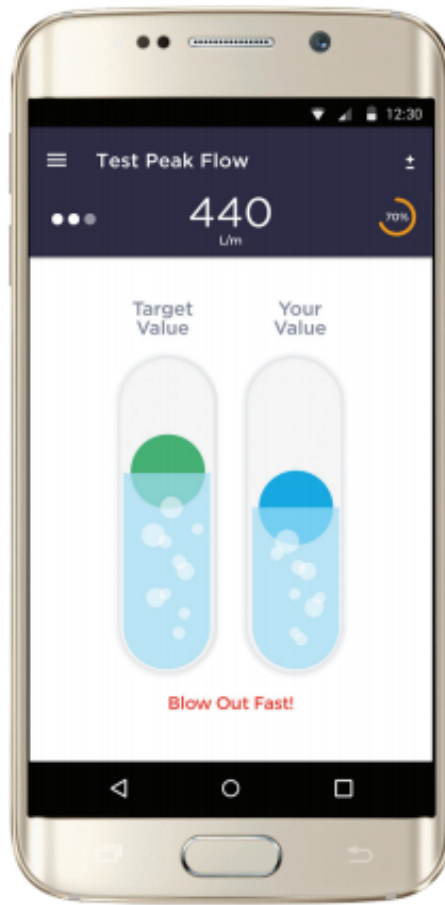 12:30
Test Peak Flow
440
L/m
70%
Target
Value
Your
Value
Blow Out Fast!